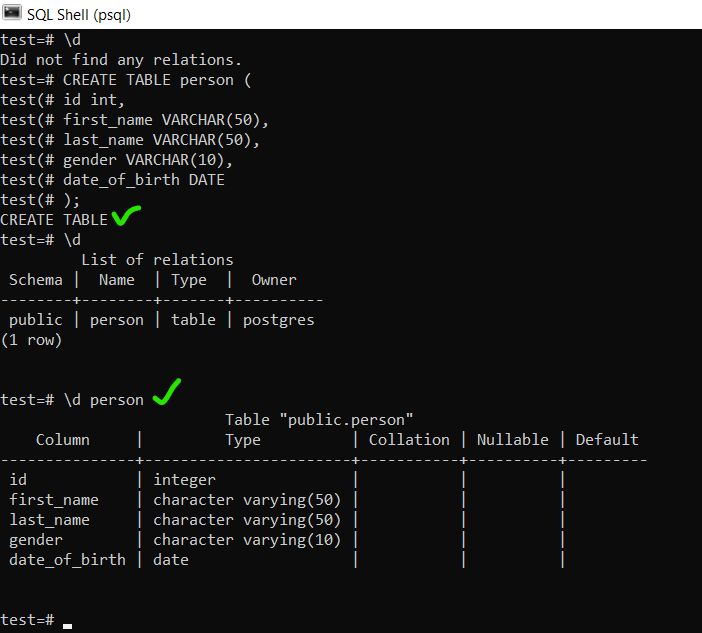 SQL Shell (psql)
test=# \d
Did not find any relations.
test=# CREATE TABLE person (
test(# id int,
test(# first_name VARCHAR(50),
test(# last_name VARCHAR(50),
test(# gender VARCHAR(10),
test(# date_of_birth DATE
test(# );
CREATE TABLE
test=# \d
         List of relations
 Schema |  Name  | Type  |  Owner
--------+--------+-------+----------
 public | person | table | postgres
(1 row)
test=# \d person
                         Table "public.person"
    Column     |         Type          | Collation | Nullable | Default
---------------+-----------------------+-----------+----------+---------
 id            | integer               |           |          |
 first_name    | character varying(50) |           |          |
 last_name     | character varying(50) |           |          |
 gender        | character varying(10) |           |          |
 date_of_birth | date                  |           |          |
test=#